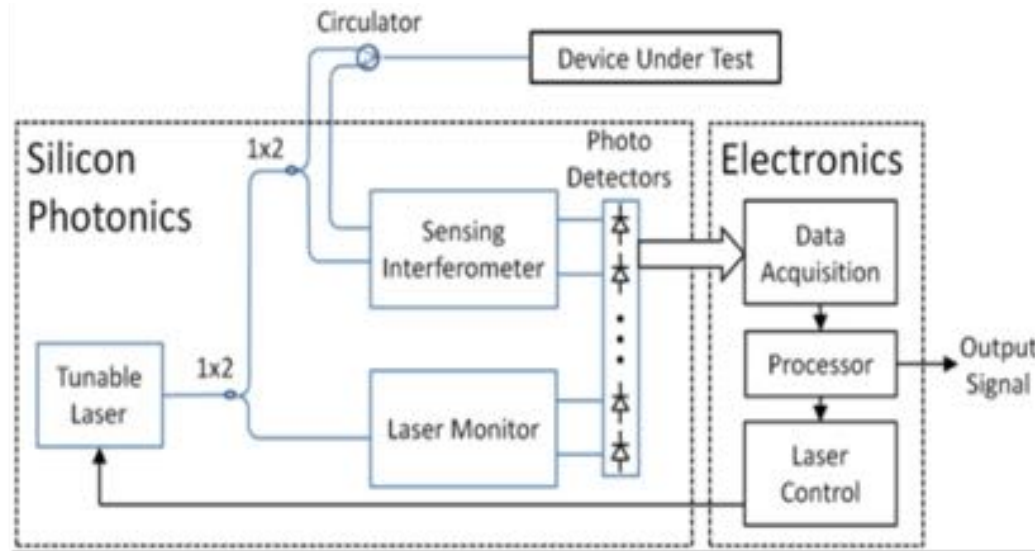 Circulator
Device Under Test
Silicon
Photonics
1x2
Photo
Detectors
Electronics
Sensing
Interferometer
Data
Acquisition
Tunable
Laser
1x2
Processor
Output
Signal
Laser Monitor
Laser
Control